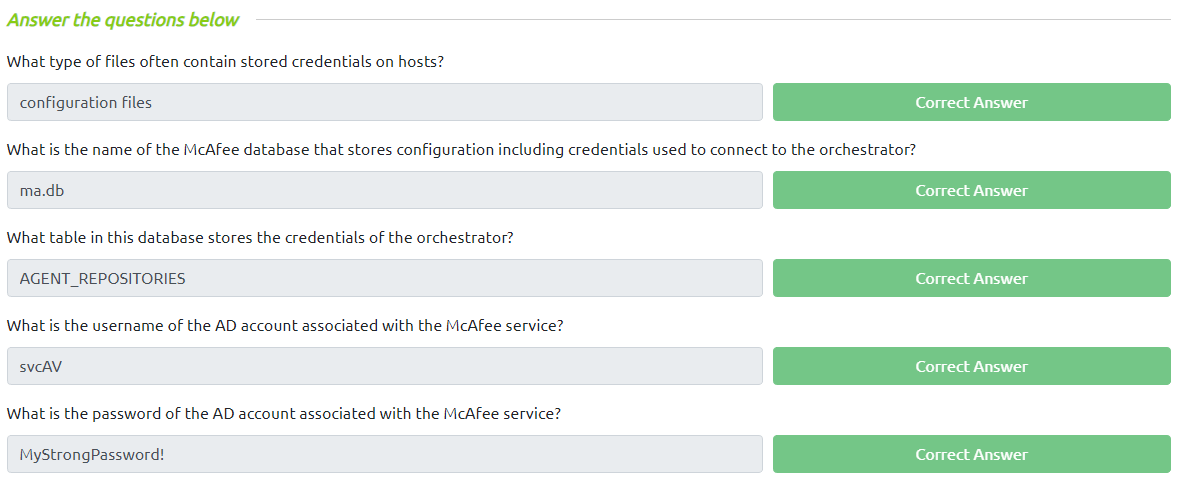 Answer the questions below
What type of files often contain stored credentials on hosts?
configuration files
Correct Answer
What is the name of the McAfee database that stores configuration including credentials used to connect to the orchestrator?
ma.db
Correct Answer
What table in this database stores the credentials of the orchestrator?
AGENT_REPOSITORIES
Correct Answer
What is the username of the AD account associated with the McAfee service?
svcAV
Correct Answer
What is the password of the AD account associated with the McAfee service?
MyStrongPassword!
Correct Answer